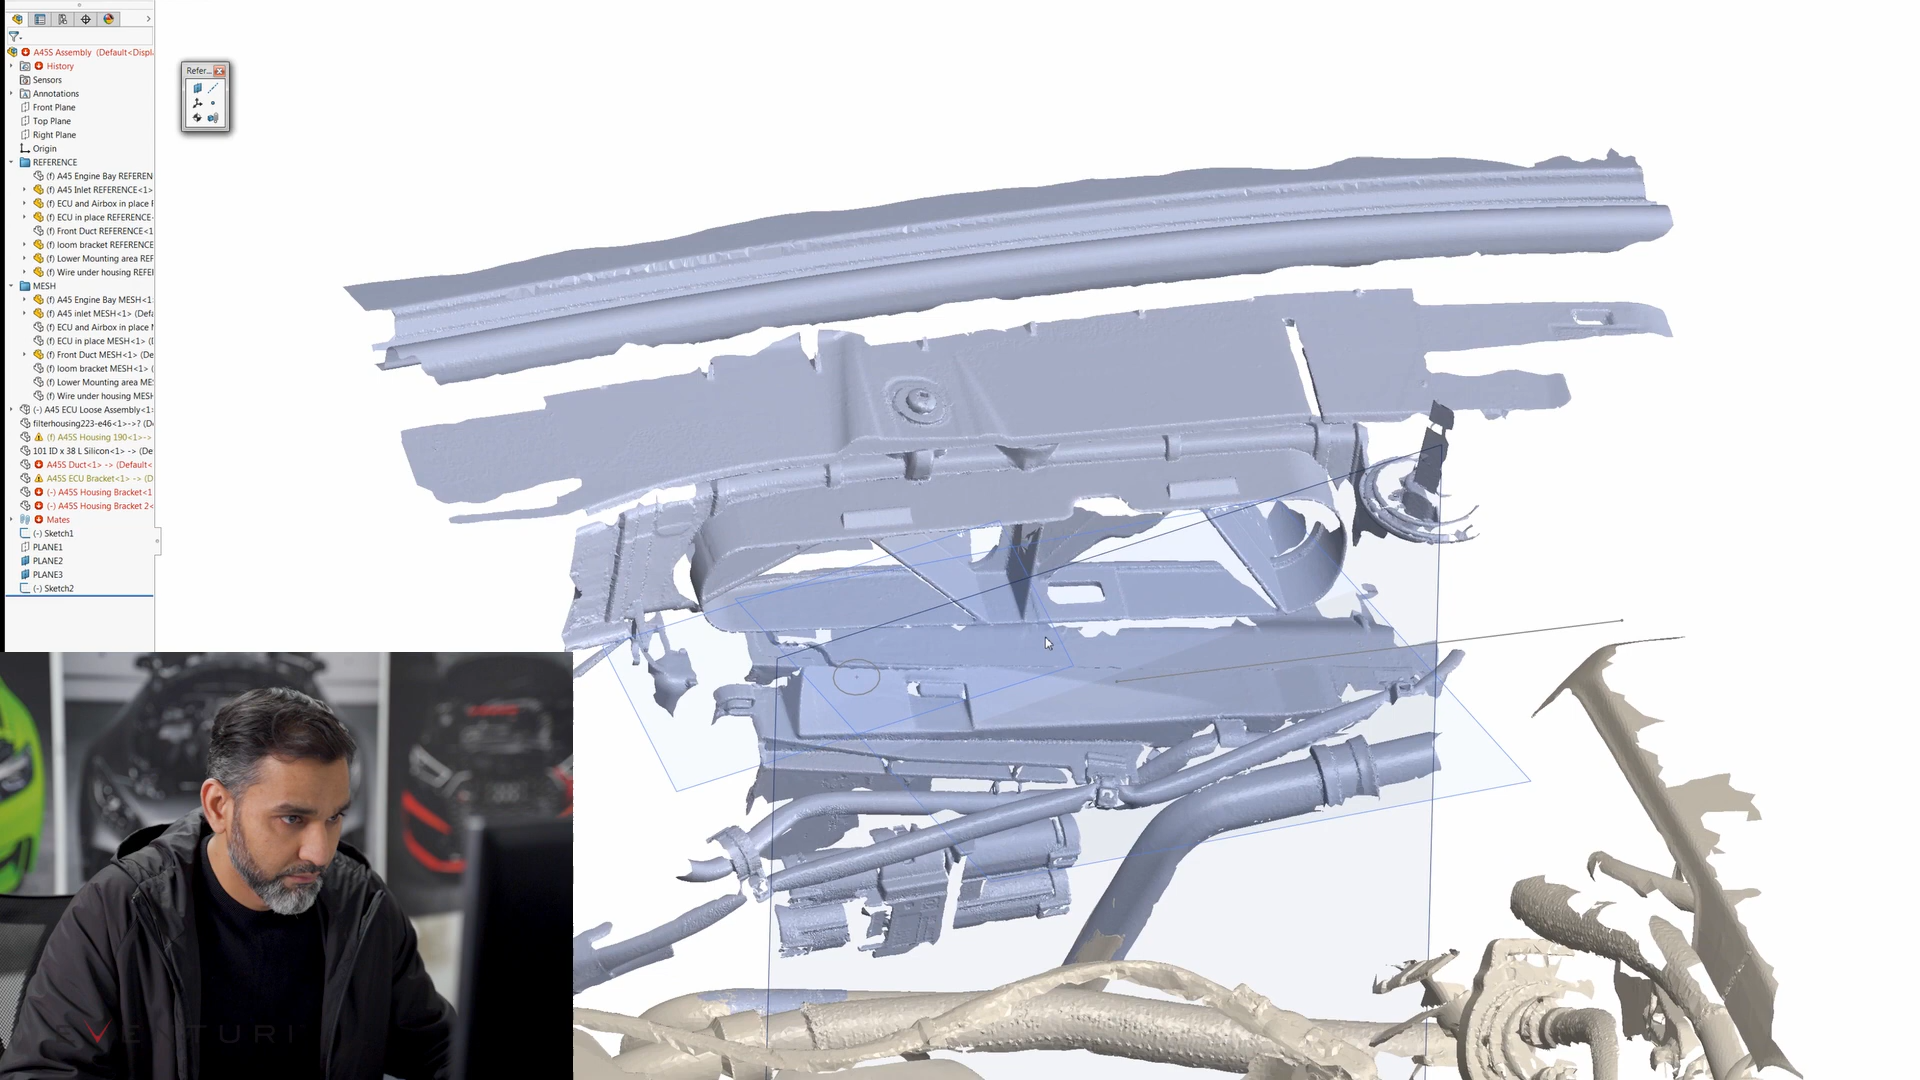 Refer...
A45S Assembly (Default<Displ
History
Sensors
Annotations
Front Plane
Top Plane
Right Plane
Origin
REFERENCE
(f) A45 Engine Bay REFEREN
(f) A45 Inlet REFERENCE<1>
(f) ECU and Airbox in place F
(f) ECU in place REFERENCE
(f) Front Duct REFERENCE<1
(f) loom bracket REFERENCE
(f) Lower Mounting area REF
(f) Wire under housing REFE
MESH
(f) A45 Engine Bay MESH<1
(f) A45 inlet MESH<1> (Defa
(f) ECU and Airbox in place
(f) ECU in place MESH<1> (
(f) Front Duct MESH<1> (De
(f) loom bracket MESH<1> (
(f) Lower Mounting area ME
(f) Wire under housing MESH
(-) A45 ECU Loose Assembly<1
filterhousing223-e46<1>->? (D
(f) A45S Housing 190<1>->
101 ID x 38 L Silicon<1> -> (De
A45S Duct<1> -> (Default<
A45S ECU Bracket<1> -> (D
(-) A45S Housing Bracket<1
(-) A45S Housing Bracket 2<
Mates
(-) Sketch1
PLANE1
PLANE2
PLANE3
(-) Sketch2
EVENTURI